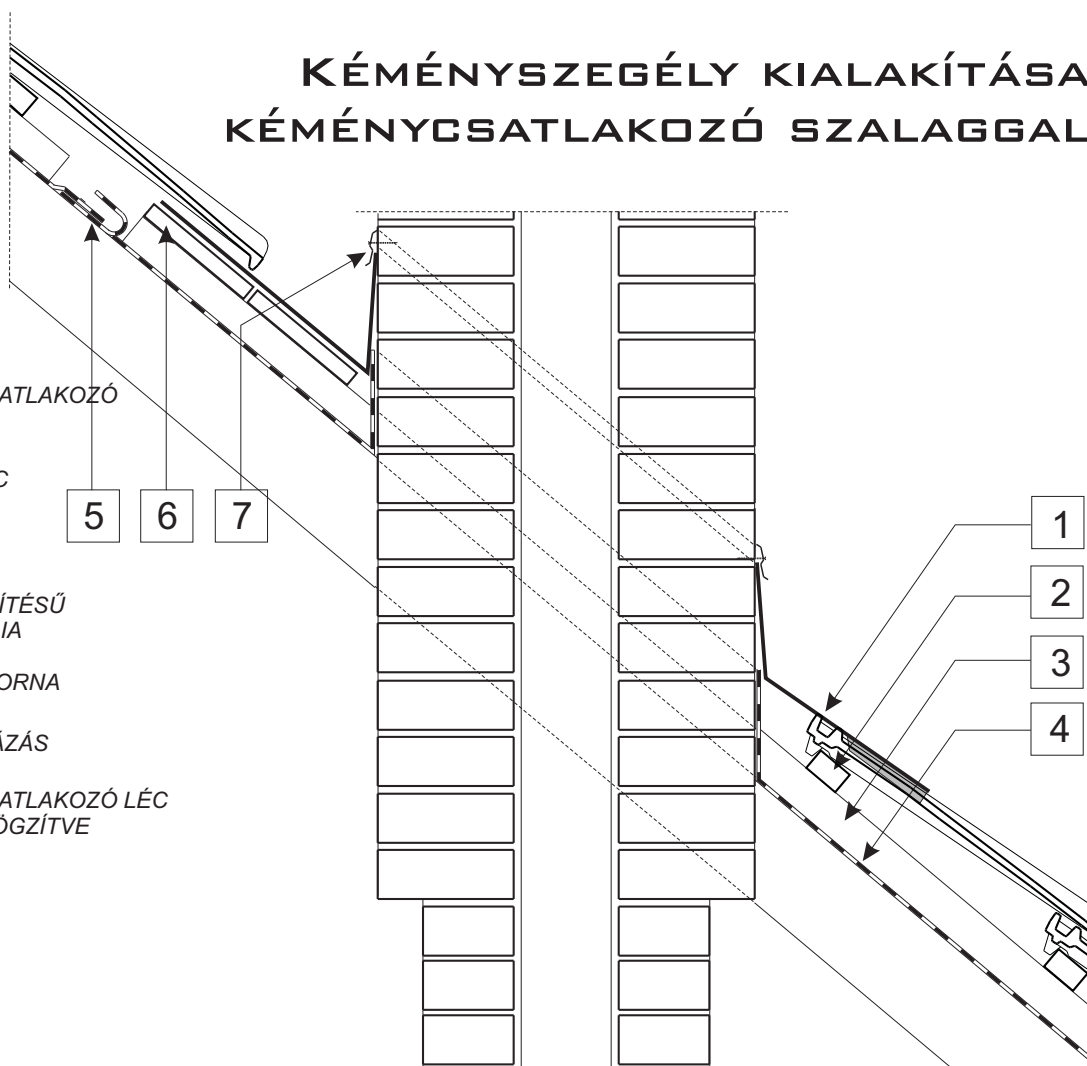 KÉMÉNYSZEGÉLY KIALAKÍTÁSA
KÉMÉNYCSATLAKOZÓ SZALAGGAL
ATLAKOZÓ
C
5 6 7
ÍTÉSŰ
IA
ORNA
ÁZÁS
ATLAKOZÓ LÉC
ÖGZÍTVE
1
2
3
4